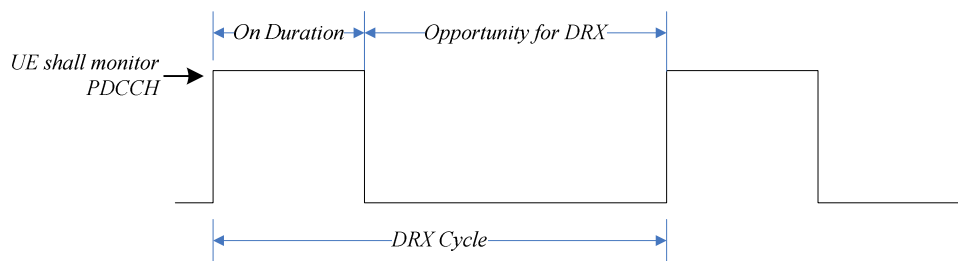 On Duration
Opportunity for DRX
UE shall monitor
PDCCH
DRX Cycle